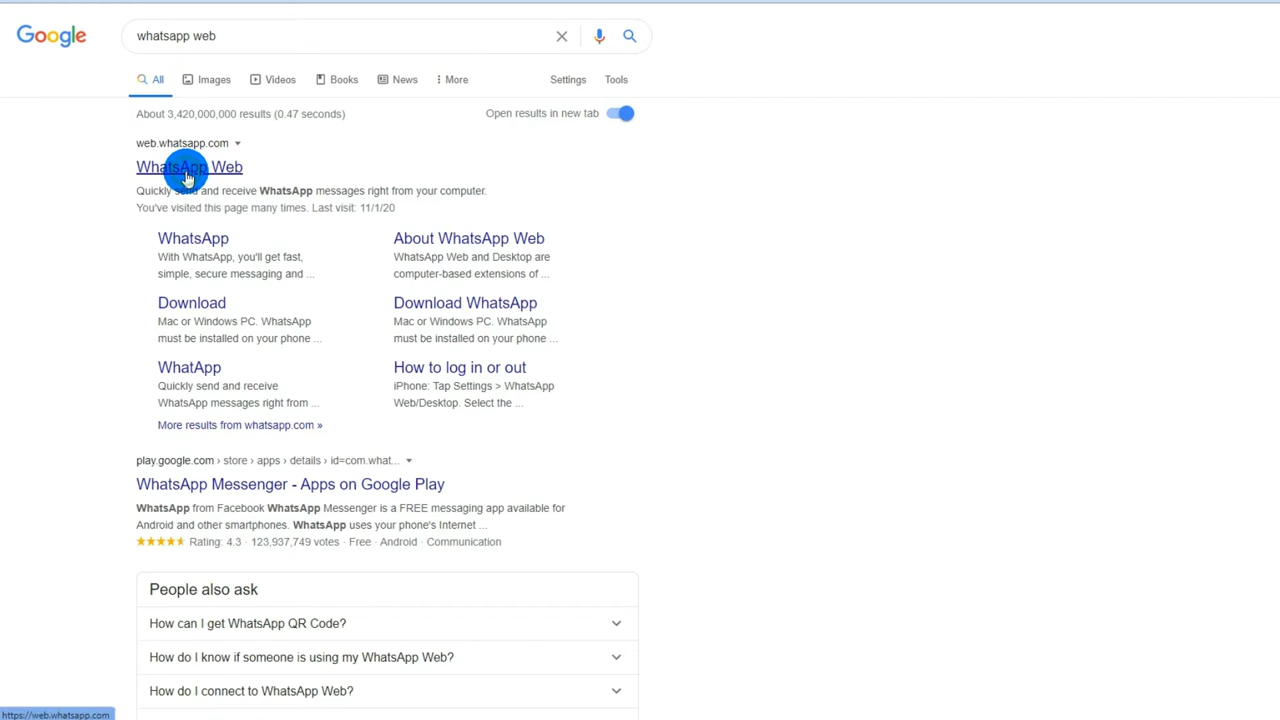 Google
whatsapp web
All Images Videos Books News More Settings Tools
About 3,420,000,000 results (0.47 seconds) Open results in new tab
web.whatsapp.com
WhatsApp Web
Quickly send and receive WhatsApp messages right from your computer.
You've visited this page many times. Last visit: 11/1/20
WhatsApp
With WhatsApp, you'll get fast,
simple, secure messaging and ...
About WhatsApp Web
WhatsApp Web and Desktop are
computer-based extensions of ...
Download
Mac or Windows PC. WhatsApp
must be installed on your phone ...
Download WhatsApp
Mac or Windows PC. WhatsApp
must be installed on your phone ...
WhatApp
Quickly send and receive
WhatsApp messages right from ...
How to log in or out
iPhone: Tap Settings > WhatsApp
Web/Desktop. Select the ...
More results from whatsapp.com »
play.google.com › store › apps › details › id=com.what...
WhatsApp Messenger - Apps on Google Play
WhatsApp from Facebook WhatsApp Messenger is a FREE messaging app available for
Android and other smartphones. WhatsApp uses your phone's Internet ...
Rating: 4.3 · 123,937,749 votes · Free · Android · Communication
People also ask
How can I get WhatsApp QR Code?
How do I know if someone is using my WhatsApp Web?
How do I connect to WhatsApp Web?
https://web.whatsapp.com